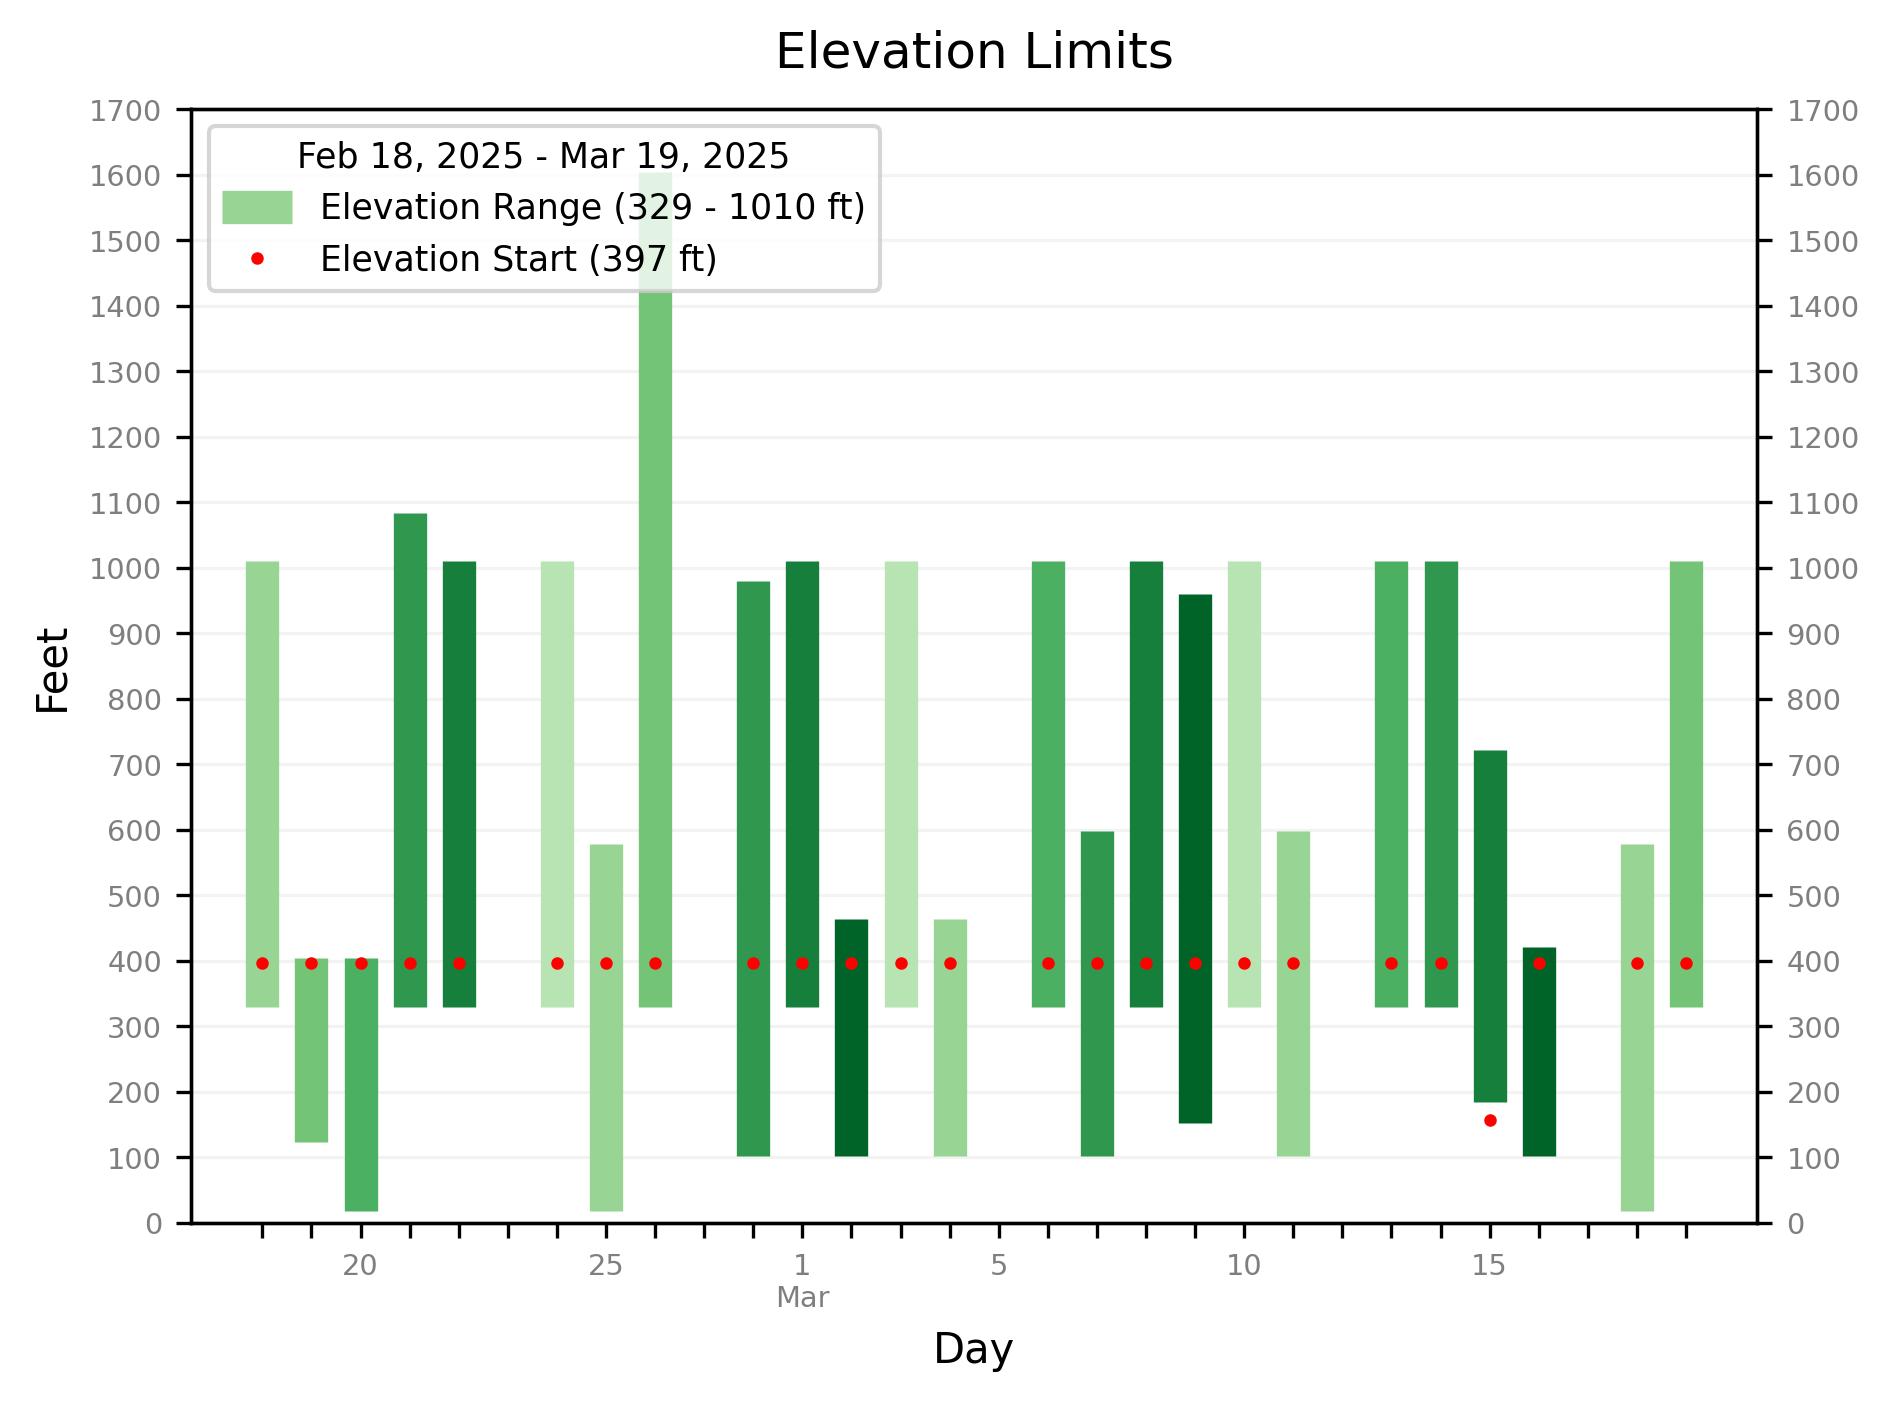 Elevation Limits
Feb 18, 2025 - Mar 19, 2025
Elevation Range (329 - 1010 ft)
Elevation Start (397 ft)
1700 1700
1600 1600
1500 1500
1400 1400
1300 1300
1200 1200
1100 1100
1000 1000
900 900
800 800
700 700
600 600
500 500
400 400
300 300
200 200
100 100
0 0
Feet
20 25 1 5 10 15
Mar
Day